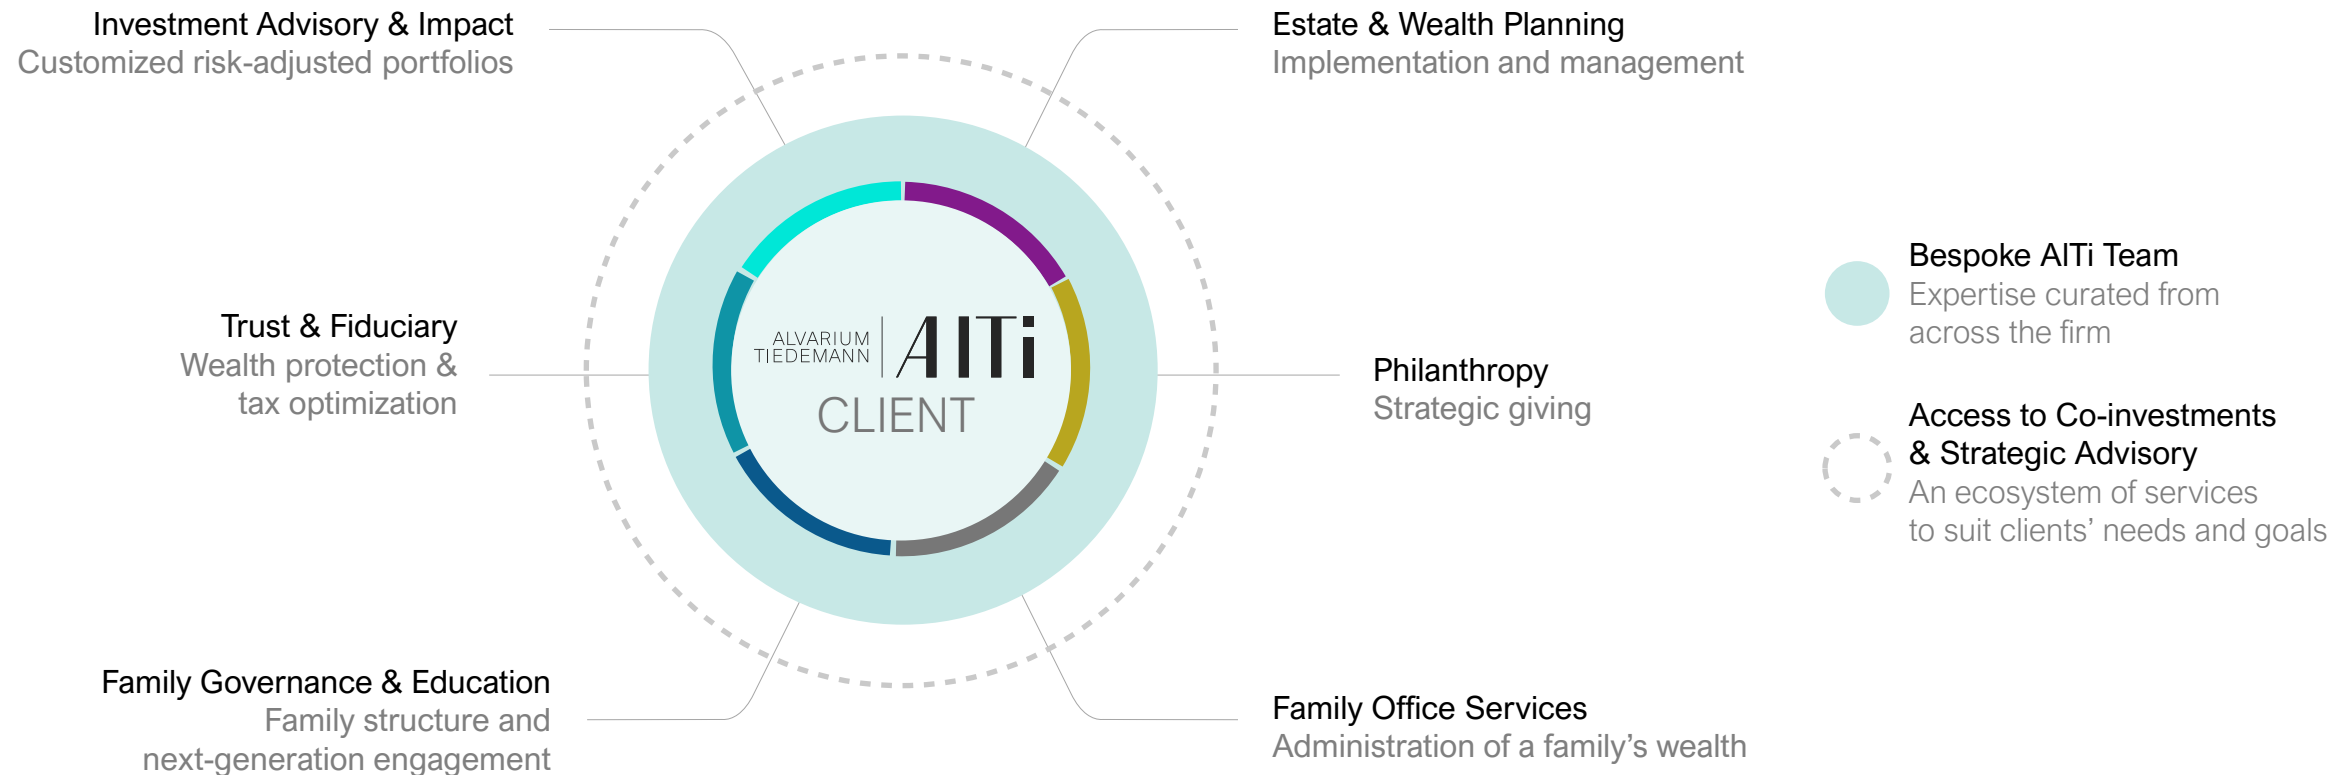 Investment Advisory & Impact
Customized risk-adjusted portfolios
Estate & Wealth Planning
Implementation and management
Trust & Fiduciary
Wealth protection &
tax optimization
ALVARIUM
TIEDEMANN
AlTi
CLIENT
Philanthropy
Strategic giving
Family Governance & Education
Family structure and
next-generation engagement
Family Office Services
Administration of a family’s wealth
Bespoke AlTi Team
Expertise curated from
across the firm
Access to Co-investments
& Strategic Advisory
An ecosystem of services
to suit clients’ needs and goals